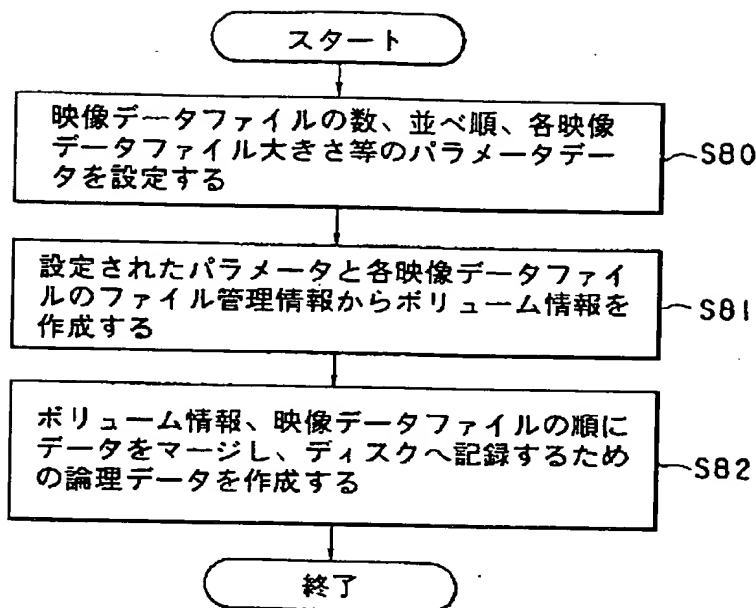 スタート
映像データファイルの数、並べ順、各映像
データファイル大きさ等のパラメータデー
タを設定する
S80
設定されたパラメータと各映像データファイ
ルのファイル管理情報からボリューム情報を
作成する
S81
ボリューム情報、映像データファイルの順に
データをマージし、ディスクへ記録するため
の論理データを作成する
S82
終了